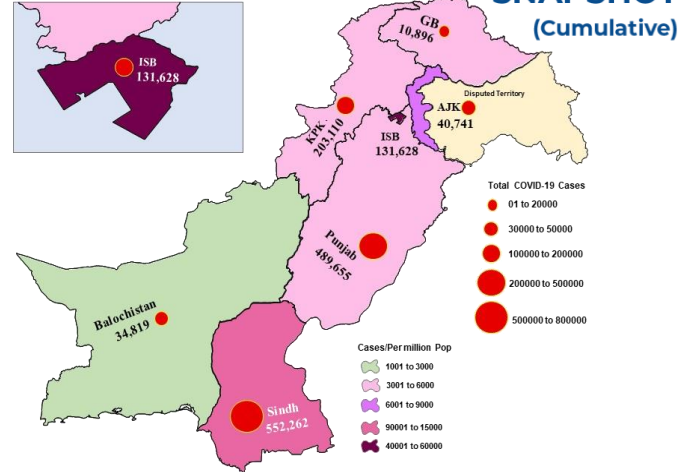 SNAPSHOT
(Cumulative)
ISB
131,628
GB
10,896
Disputed Territory
AJK
40,741
KPK.
203,110
ISB
131,628
Punjab
489,655
Balochistan
34,819
Sindh
552,262
Total COVID-19 Cases
01 to 20000
30000 to 50000
100000 to 200000
200000 to 500000
500000 to 800000
Cases/Per million Pop
1001 to 3000
3001 to 6000
6001 to 9000
90001 to 15000
40001 to 60000